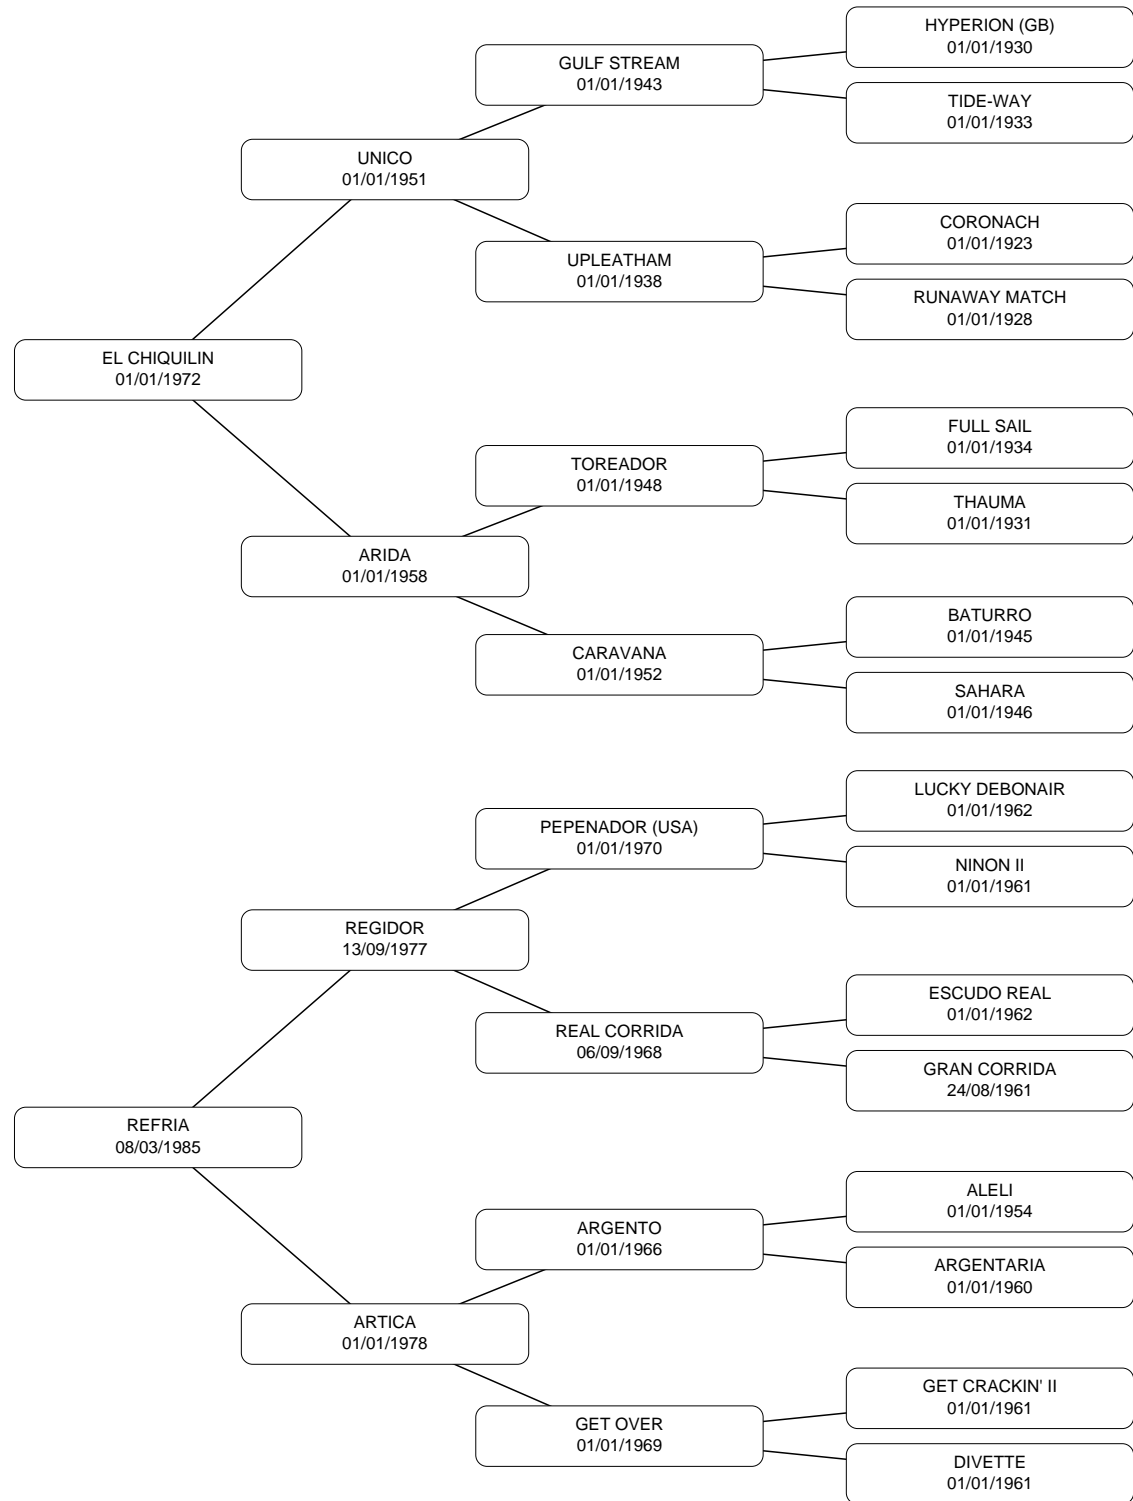 HYPERION (GB)
01/01/1930
GULF STREAM
01/01/1943
TIDE-WAY
01/01/1933
UNICO
01/01/1951
CORONACH
01/01/1923
UPLEATHAM
01/01/1938
RUNAWAY MATCH
01/01/1928
EL CHIQUILIN
01/01/1972
FULL SAIL
01/01/1934
TOREADOR
01/01/1948
THAUMA
01/01/1931
ARIDA
01/01/1958
BATURRO
01/01/1945
CARAVANA
01/01/1952
SAHARA
01/01/1946
LUCKY DEBONAIR
01/01/1962
PEPENADOR (USA)
01/01/1970
NINON II
01/01/1961
REGIDOR
13/09/1977
ESCUDO REAL
01/01/1962
REAL CORRIDA
06/09/1968
GRAN CORRIDA
24/08/1961
REFRIA
08/03/1985
ALELI
01/01/1954
ARGENTO
01/01/1966
ARGENTARIA
01/01/1960
ARTICA
01/01/1978
GET CRACKIN' II
01/01/1961
GET OVER
01/01/1969
DIVETTE
01/01/1961